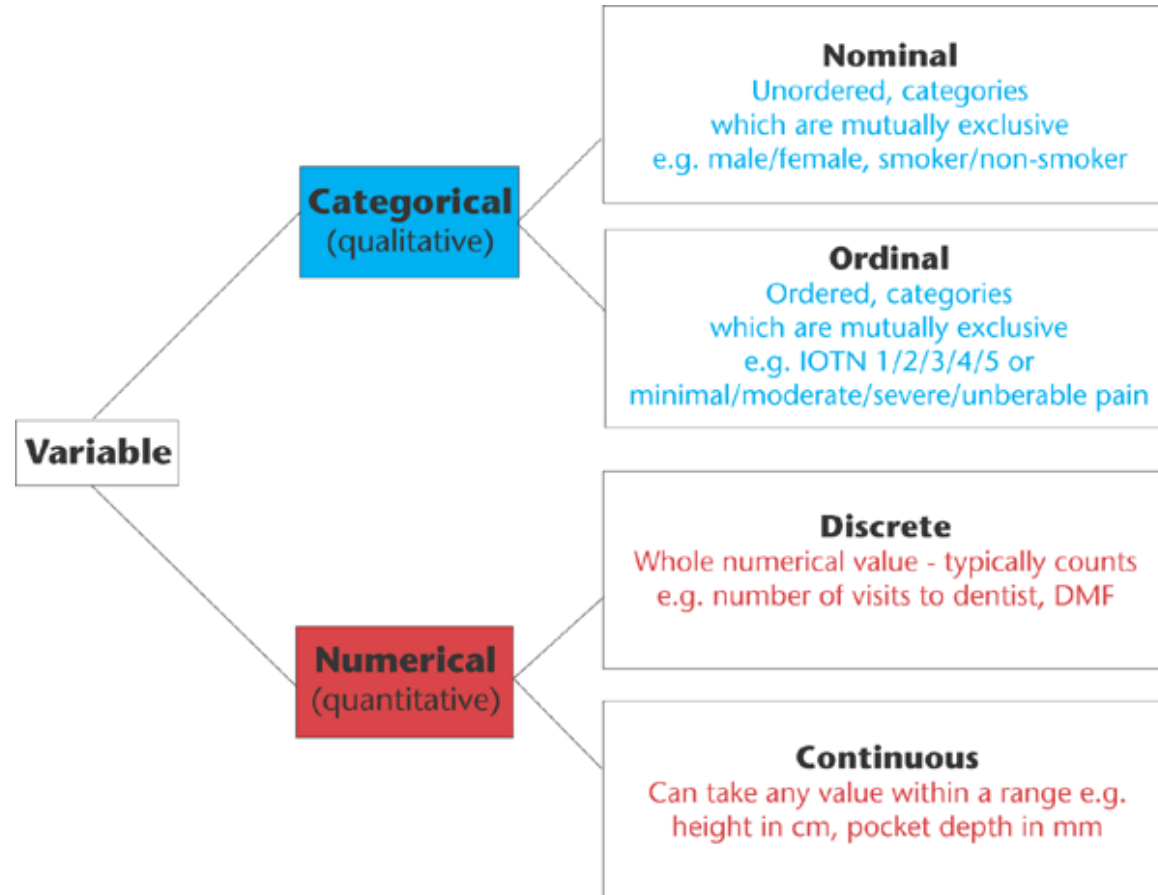 Nominal
Unordered, categories
which are mutually exclusive
e.g. male/female, smoker/non-smoker
Categorical
(qualitative)
Ordinal
Ordered, categories
which are mutually exclusive
e.g. IOTN 1/2/3/4/5 or
minimal/moderate/severe/unberable pain
Variable
Discrete
Whole numerical value - typically counts
e.g. number of visits to dentist, DMF
Numerical
(quantitative)
Continuous
Can take any value within a range e.g.
height in cm, pocket depth in mm